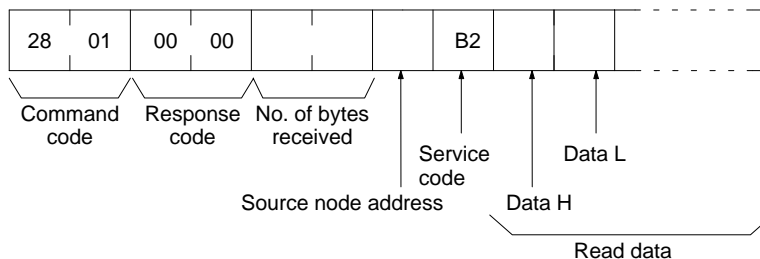 28 01 00 00 B2
Command code
Response code
No. of bytes received
Service code
Data L
Source node address
Data H
Read data